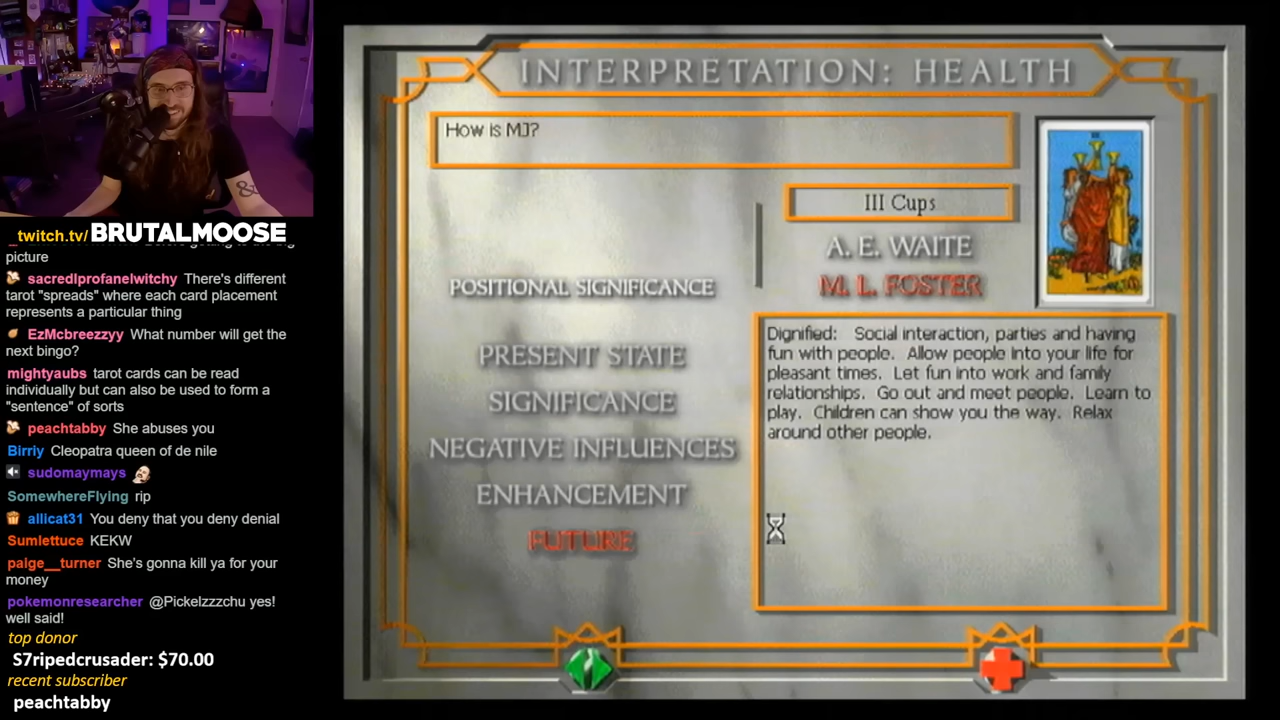 twitch.tv/BRUTALMOOSE
picture
sacredlprofanelwitchy There's different
tarot "spreads" where each card placement
represents a particular thing
EzMcbreezzyy What number will get the
next bingo?
mightyaubs tarot cards can be read
individually but can also be used to form a
"sentence" of sorts
peachtabby She abuses you
Birriy Cleopatra queen of de nile
sudomaymays
SomewhereFlying rip
allicat31 You deny that you deny denial
Sumlettuce KEKW
paige__turner She's gonna kill ya for your
money
pokemonresearcher @Pickelzzzchu yes!
well said!
top donor
S7ripedcrusader: $70.00
recent subscriber
peachtabby
INTERPRETATION: HEALTH
How is MJ?
III Cups
A. E. WAITE
M. L. FOSTER
POSITIONAL SIGNIFICANCE
PRESENT STATE
SIGNIFICANCE
NEGATIVE INFLUENCES
ENHANCEMENT
FUTURE
Dignified: Social interaction, parties and having
fun with people. Allow people into your life for
pleasant times. Let fun into work and family
relationships. Go out and meet people. Learn to
play. Children can show you the way. Relax
around other people.
III